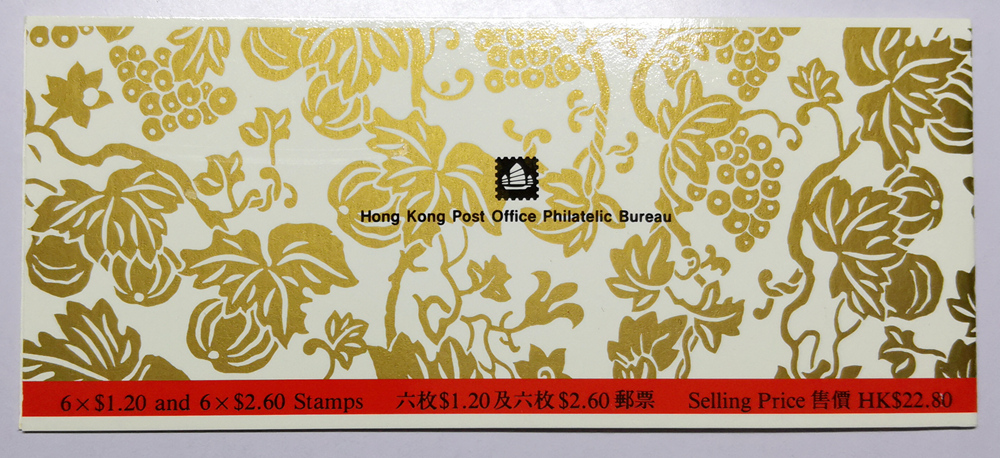 Hong Kong Post Office Philatelic Bureau
6×$1.20 and 6×$2.60 Stamps 六枚$1.20及六枚$2.60郵票 Selling Price 售價 HK$22.80